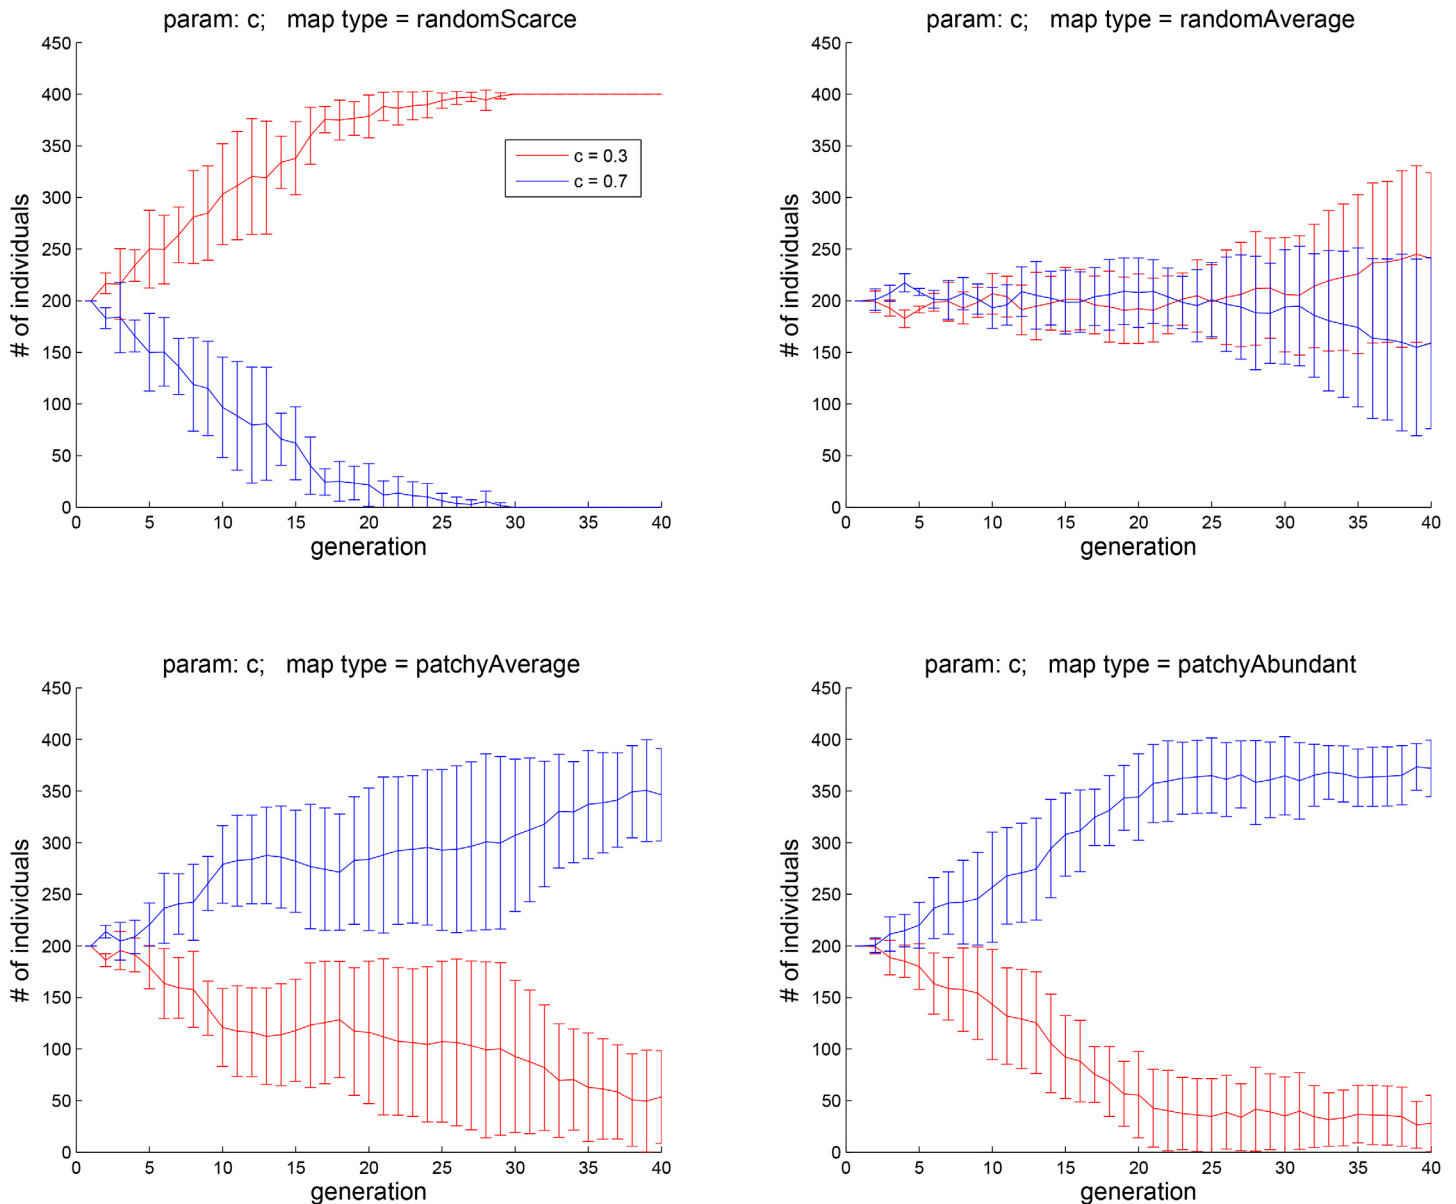 param: c;   map type = randomScarce
450
400
350
300
250
200
150
100
50
0
# of individuals
c = 0.3
c = 0.7
0 5 10 15 20 25 30 35 40
generation
param: c;   map type = randomAverage
450
400
350
300
250
200
150
100
50
0
# of individuals
0 5 10 15 20 25 30 35 40
generation
param: c;   map type = patchyAverage
450
400
350
300
250
200
150
100
50
0
# of individuals
0 5 10 15 20 25 30 35 40
generation
param: c;   map type = patchyAbundant
450
400
350
300
250
200
150
100
50
0
# of individuals
0 5 10 15 20 25 30 35 40
generation